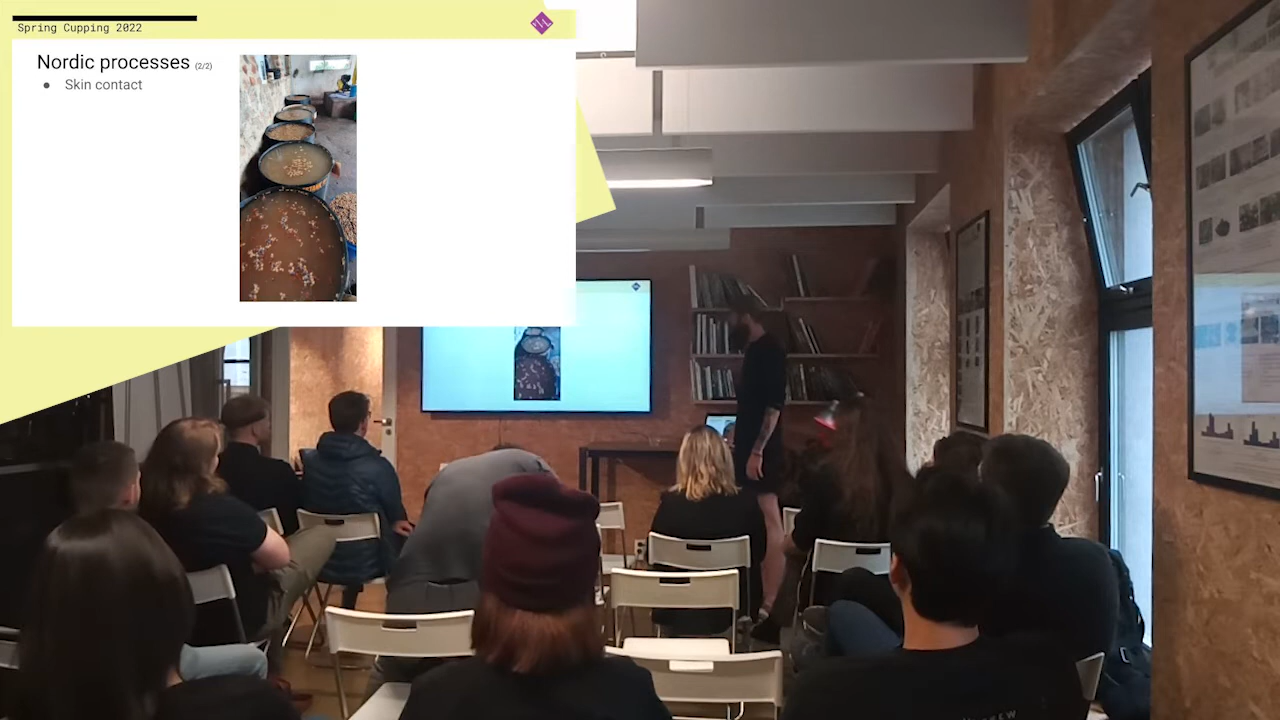 Spring Cupping 2022
Nordic processes (2/2)
● Skin contact